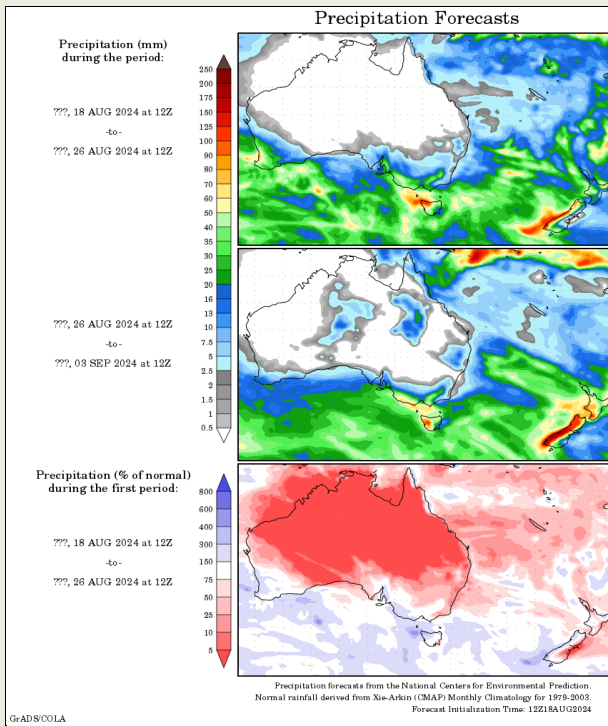 Precipitation Forecasts
Precipitation (mm)
during the period:
???, 18 AUG 2024 at 12Z
-to-
???, 26 AUG 2024 at 12Z
250
200
175
150
125
100
90
80
70
60
50
40
35
30
25
20
16
13
10
7.5
5
2.5
2
1.5
1
0.5
???, 26 AUG 2024 at 12Z
-to-
???, 03 SEP 2024 at 12Z
Precipitation (% of normal)
during the first period:
???, 18 AUG 2024 at 12Z
-to-
???, 26 AUG 2024 at 12Z
800
600
400
300
150
75
50
25
10
5
Precipitation forecasts from the National Centers for Environmental Prediction.
Normal rainfall derived from Xie-Arkin (CMAP) Monthly Climatology for 1979-2003.
Forecast Initialization Time: 12Z18AUG2024
GrADS/COLA